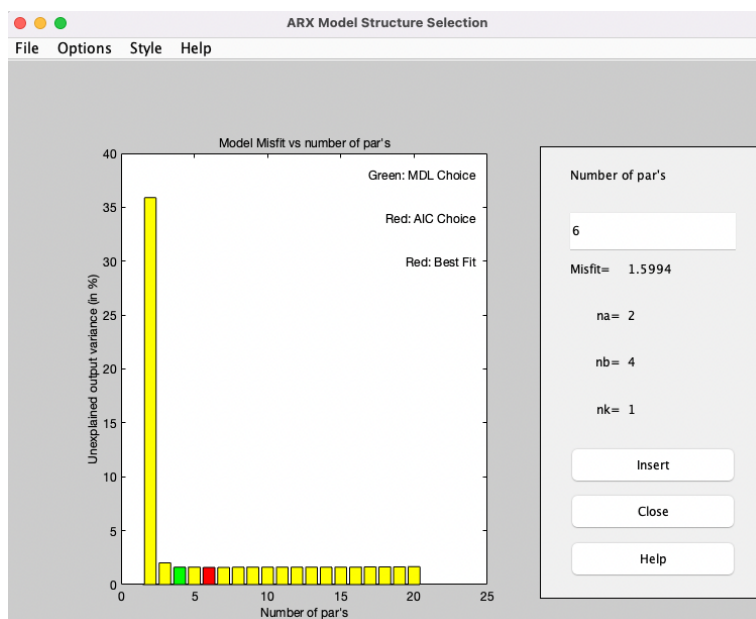 ARX Model Structure Selection
File Options Style Help
Model Misfit vs number of par's
40
35
30
25
20
15
10
5
0
Unexplained output variance (in %)
0 5 10 15 20 25
Number of par's
Green: MDL Choice
Red: AIC Choice
Red: Best Fit
Number of par's
6
Misfit= 1.5994
na= 2
nb= 4
nk= 1
Insert
Close
Help